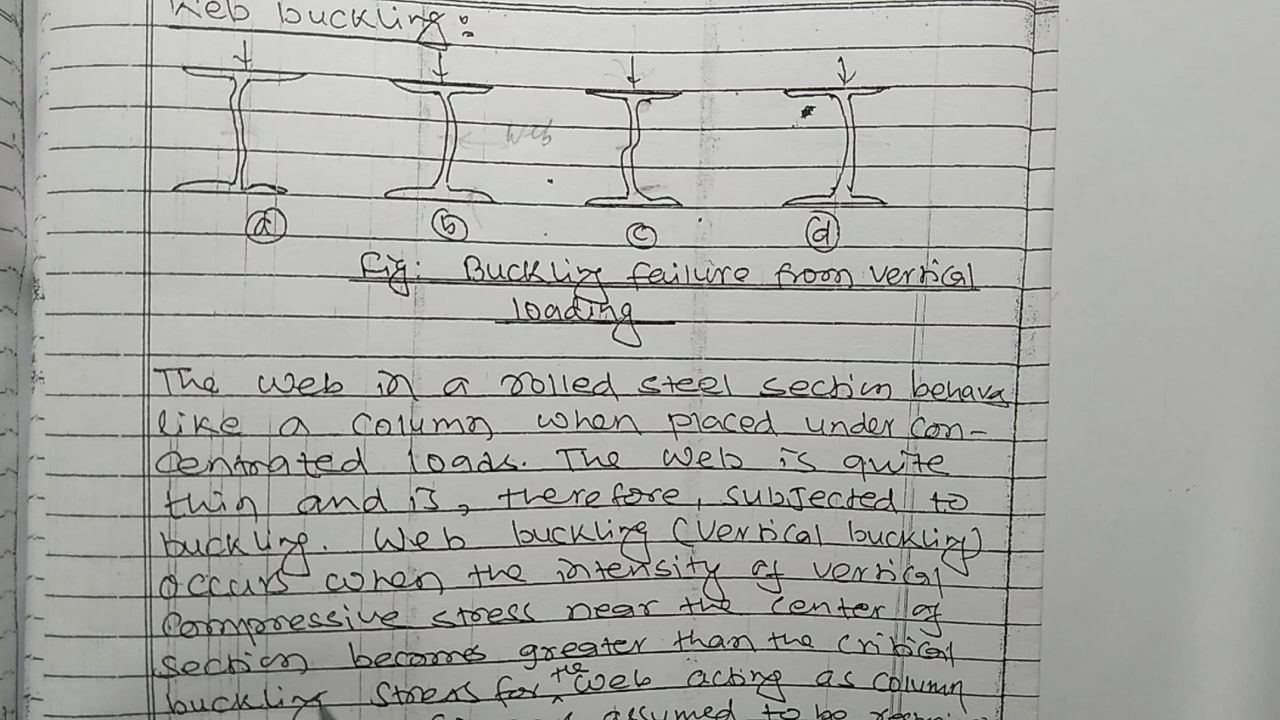 Web buckling:
web
a b c d
Fig: Buckling failure from vertical
loading
The web in a rolled steel section behave
like a column when placed under con-
centrated loads. The web is quite
thin and is, therefore, subjected to
buckling. Web buckling (vertical buckling)
occurs when the intensity of vertical
compressive stress near the center of
section becomes greater than the critical
buckling stress for the web acting as column
assumed to be